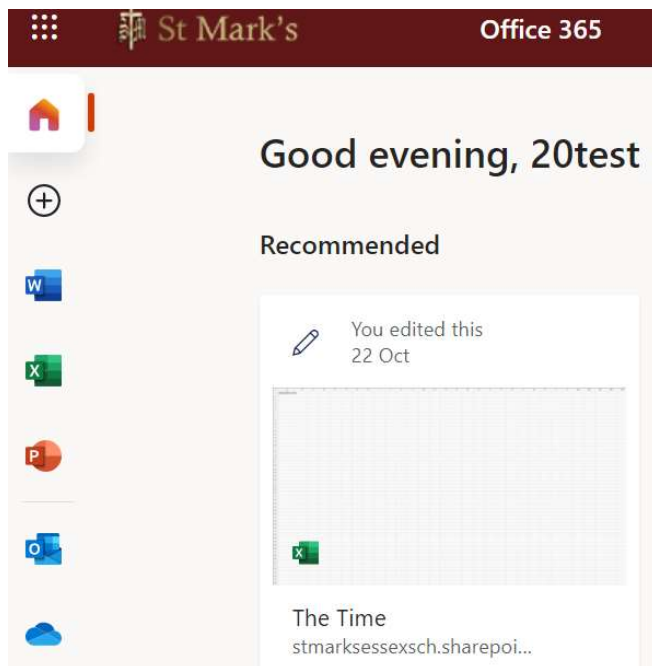 St Mark's
Office 365
Good evening, 20test
Recommended
You edited this
22 Oct
W
X
P
O
X
The Time
stmarksessexsch.sharepoi...